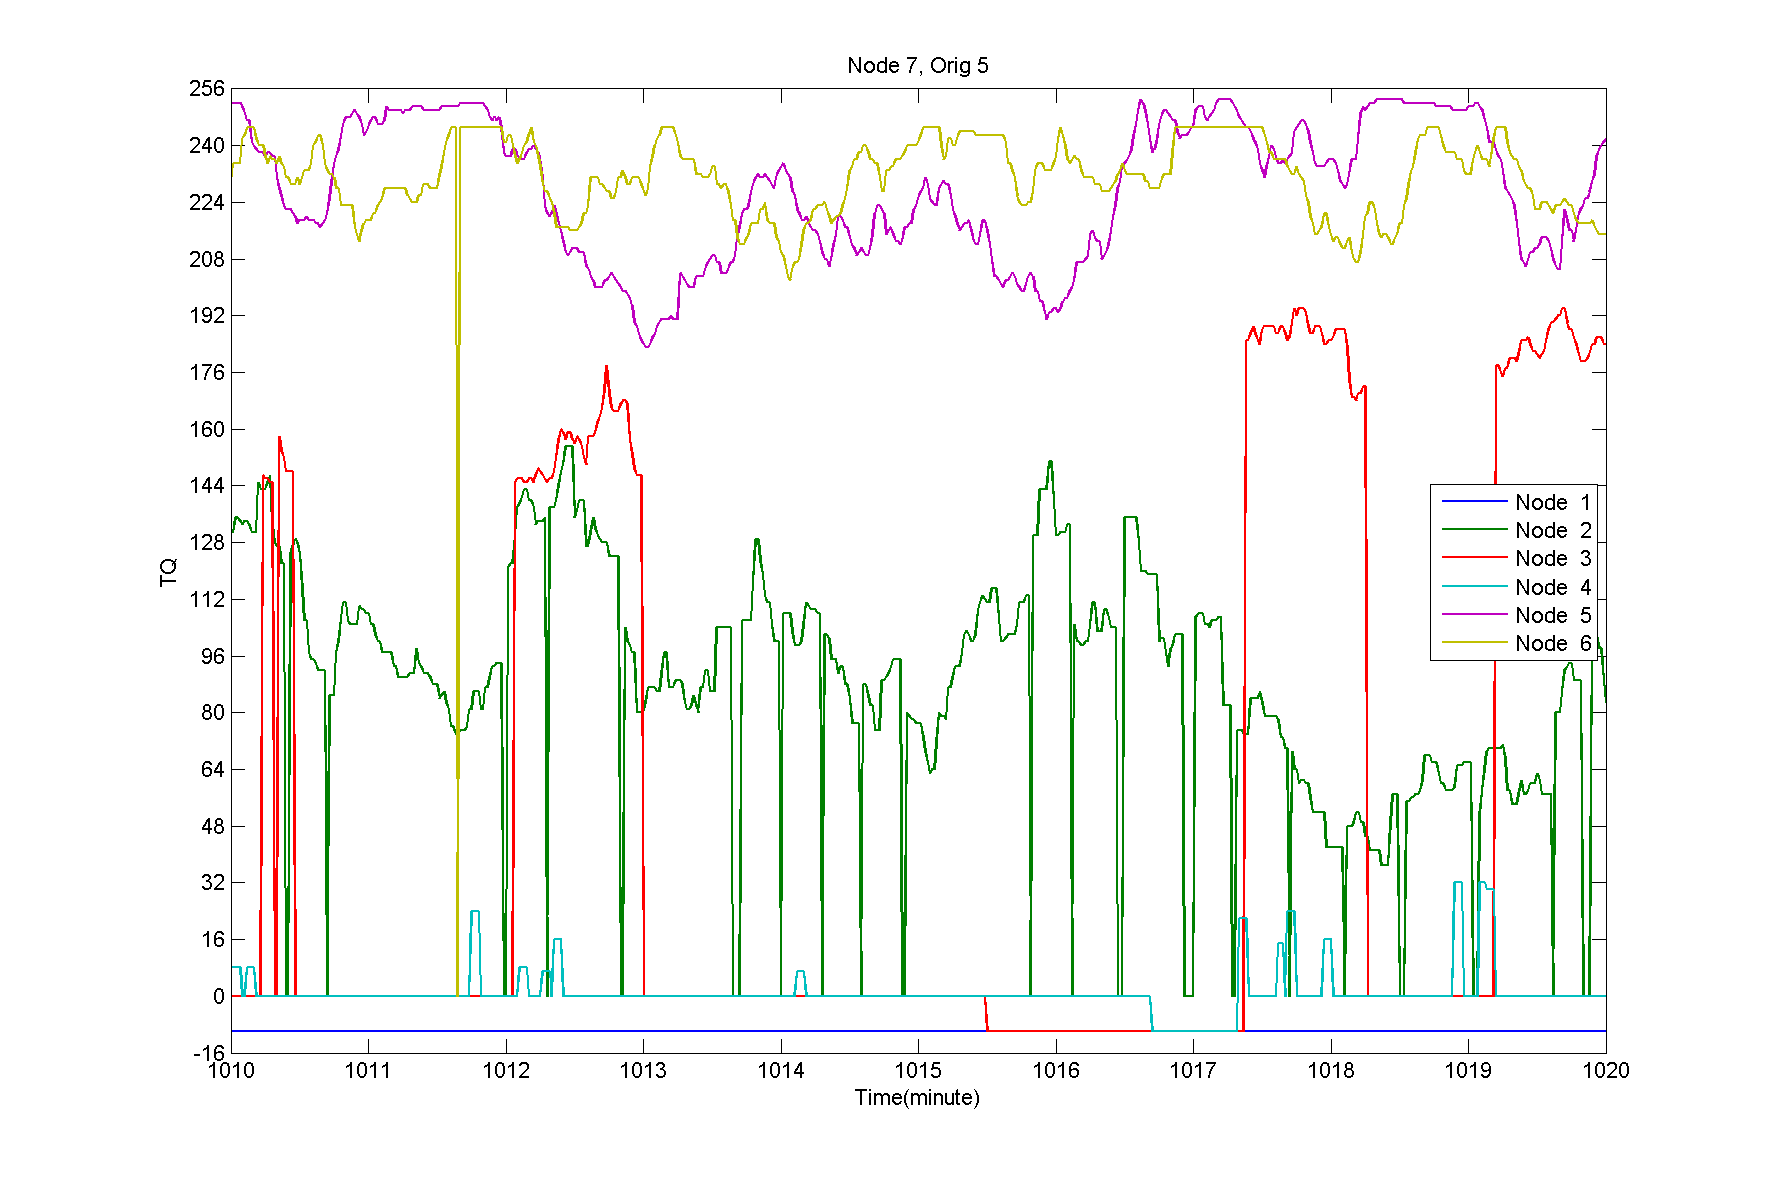 Node 7, Orig 5
256
240
224
208
192
176
160
144
128
112
96
80
64
48
32
16
0
-16
TQ
Node 1
Node 2
Node 3
Node 4
Node 5
Node 6
1010 1011 1012 1013 1014 1015 1016 1017 1018 1019 1020
Time(minute)